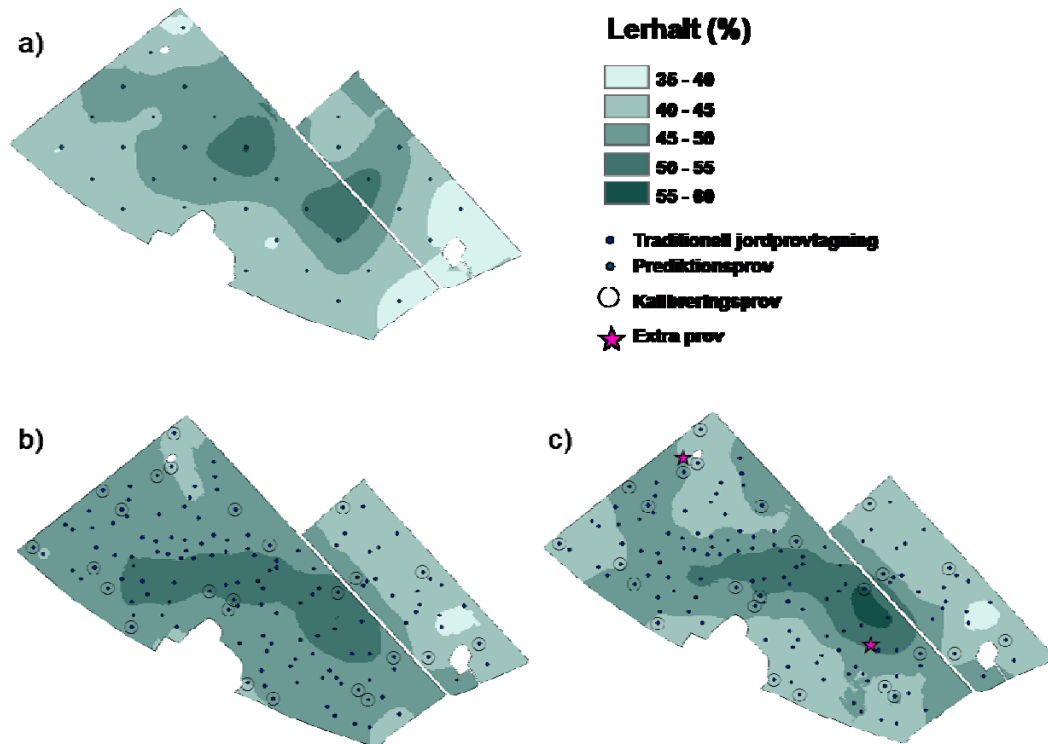 a)
Lerhalt (%)
35 - 40
40 - 45
45 - 50
50 - 55
55 - 60
Traditionell jordprovtagning
Prediktionsprov
Kalibreringsprov
Extra prov
b)
c)